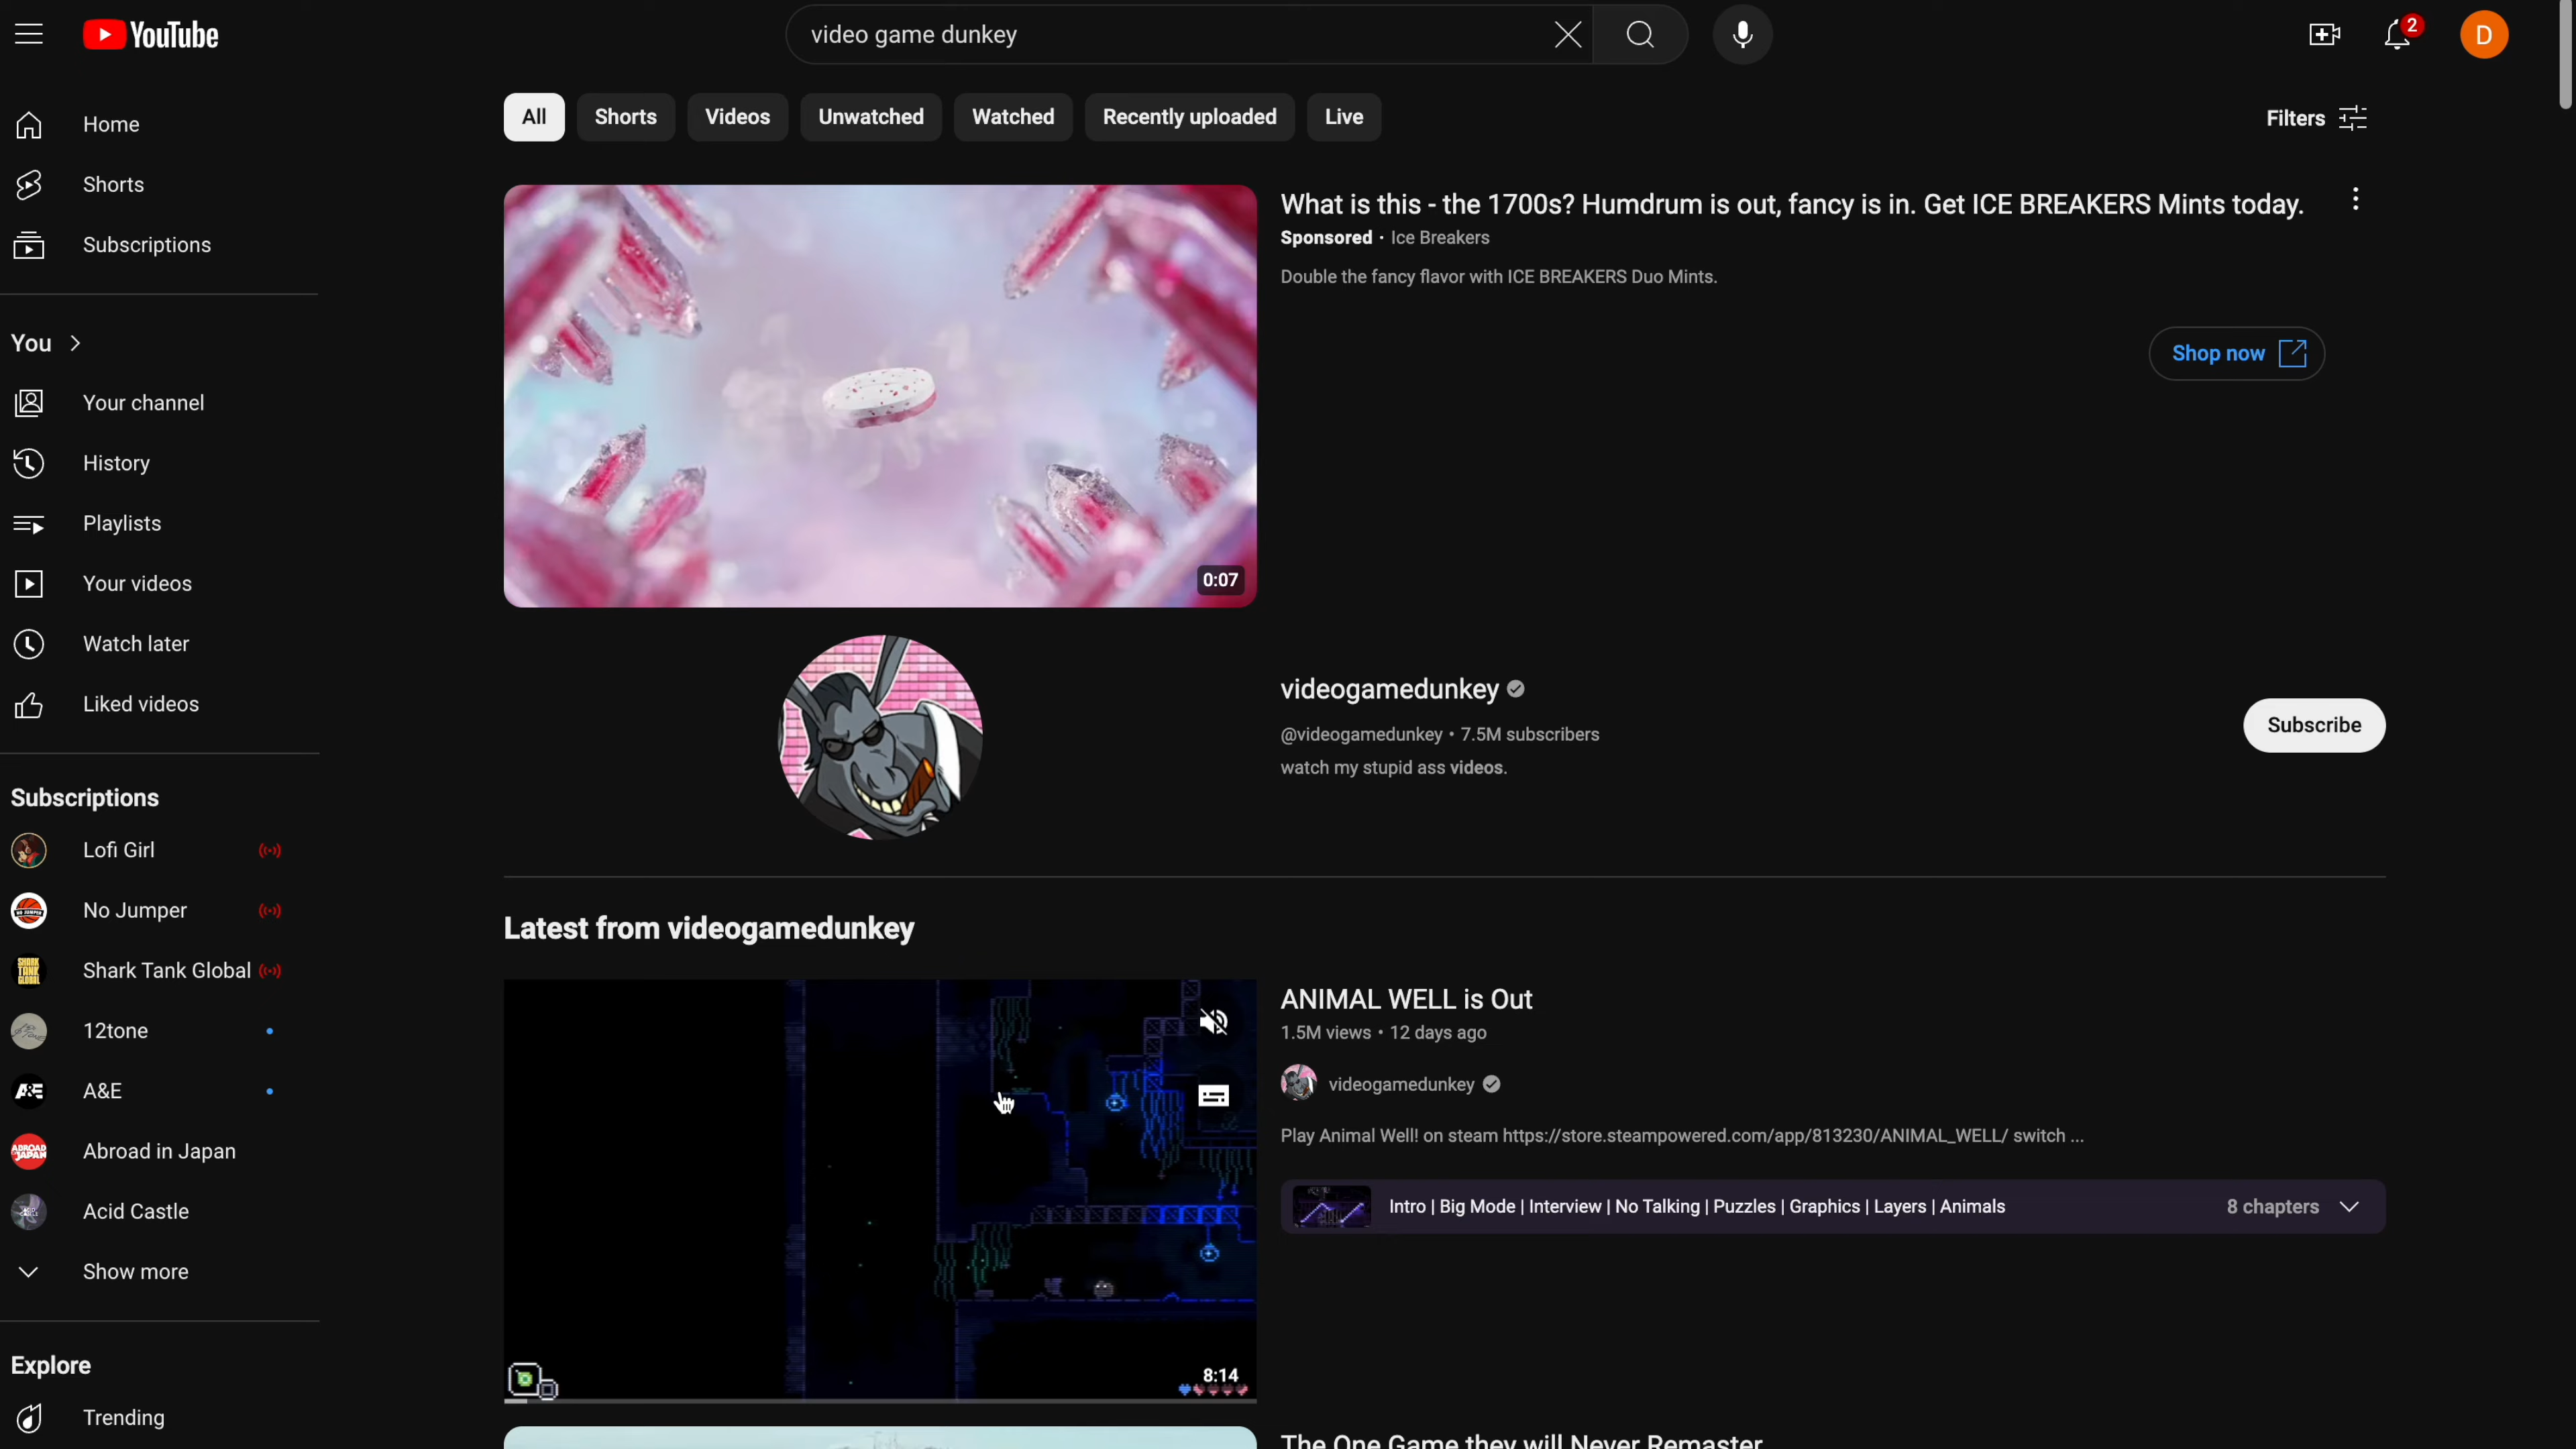 YouTube
video game dunkey
2
D
Home
Shorts
Subscriptions
You
Your channel
History
Playlists
Your videos
Watch later
Liked videos
Subscriptions
Lofi Girl
No Jumper
Shark Tank Global
12tone
A&E
Abroad in Japan
Acid Castle
Show more
Explore
Trending
All
Shorts
Videos
Unwatched
Watched
Recently uploaded
Live
Filters
0:07
What is this - the 1700s? Humdrum is out, fancy is in. Get ICE BREAKERS Mints today.
Sponsored · Ice Breakers
Double the fancy flavor with ICE BREAKERS Duo Mints.
Shop now
videogamedunkey
@videogamedunkey • 7.5M subscribers
watch my stupid ass videos.
Subscribe
Latest from videogamedunkey
8:14
ANIMAL WELL is Out
1.5M views • 12 days ago
videogamedunkey
Play Animal Well! on steam https://store.steampowered.com/app/813230/ANIMAL_WELL/ switch ...
Intro | Big Mode | Interview | No Talking | Puzzles | Graphics | Layers | Animals
8 chapters
The One Game they will Never Remaster